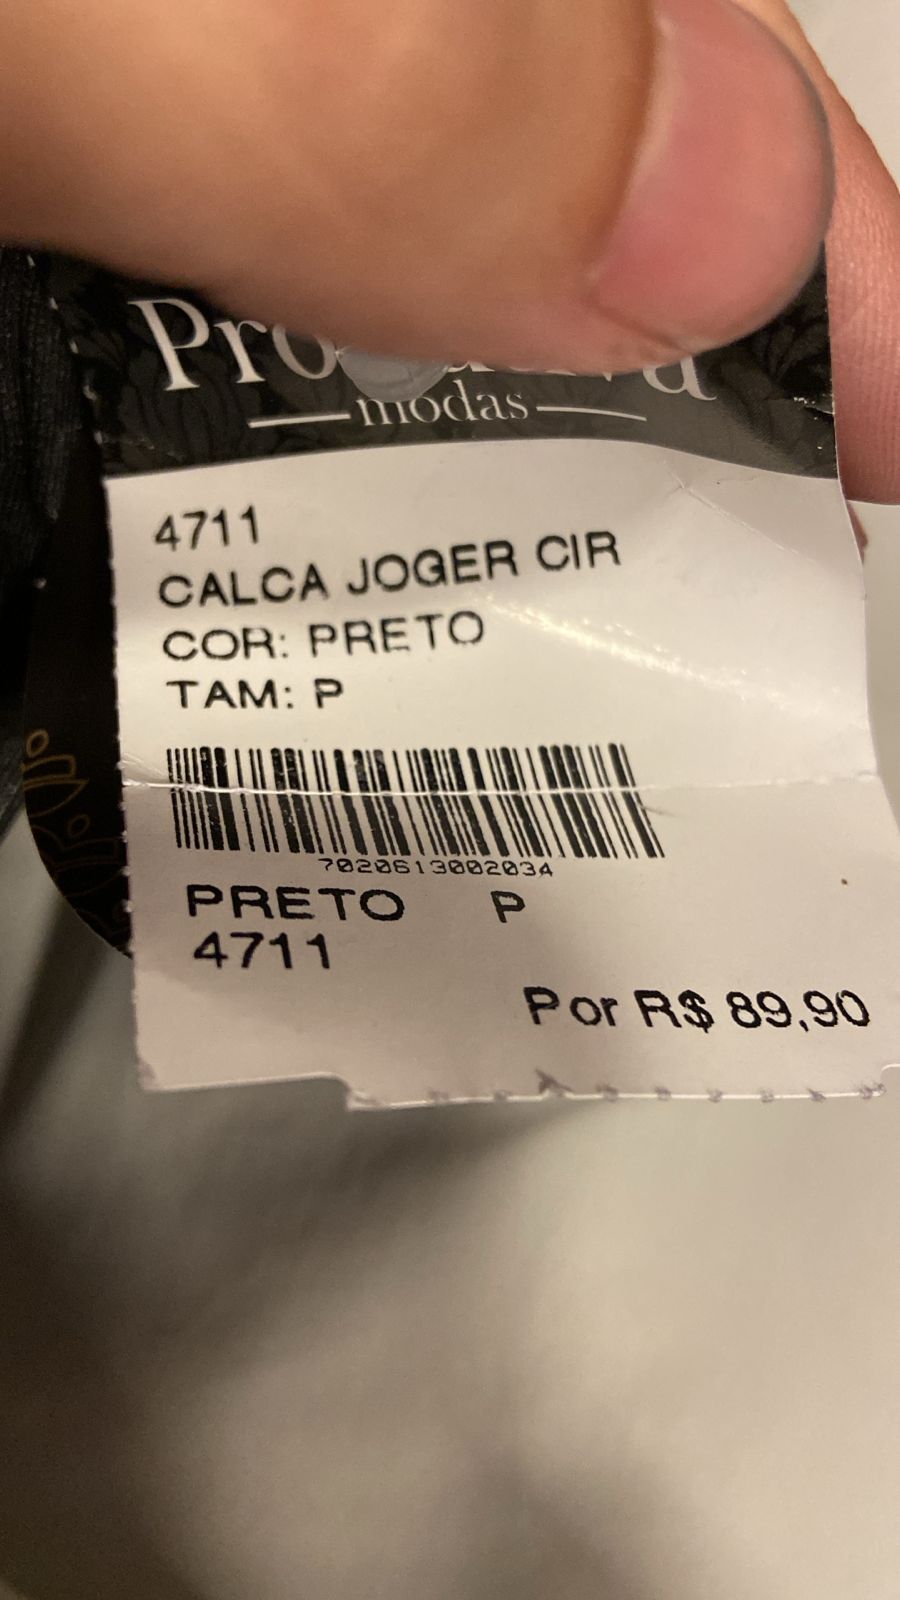 modas
4711
CALCA JOGER CIR
COR: PRETO
TAM: P
7020613002034
PRETO P
4711
Por R$ 89,90